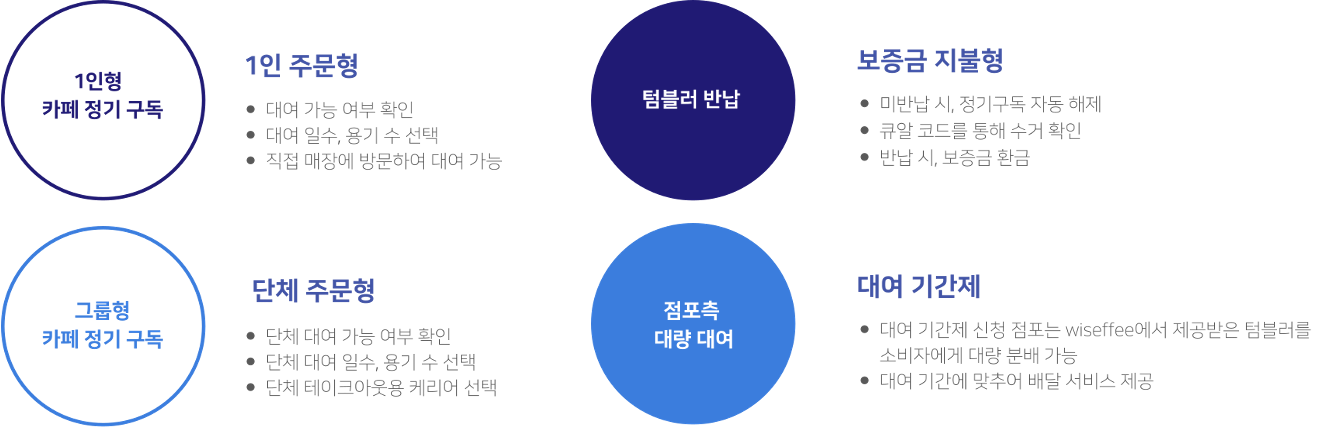 1인형
카페 정기 구독
1인 주문형
● 대여 가능 여부 확인
● 대여 일수, 용기 수 선택
● 직접 매장에 방문하여 대여 가능
텀블러 반납
보증금 지불형
● 미반납 시, 정기구독 자동 해제
● 큐알 코드를 통해 수거 확인
● 반납 시, 보증금 환금
그룹형
카페 정기 구독
단체 주문형
● 단체 대여 가능 여부 확인
● 단체 대여 일수, 용기 수 선택
● 단체 테이크아웃용 케리어 선택
점포측
대량 대여
대여 기간제
● 대여 기간제 신청 점포는 wiseffee에서 제공받은 텀블러를
소비자에게 대량 분배 가능
● 대여 기간에 맞추어 배달 서비스 제공